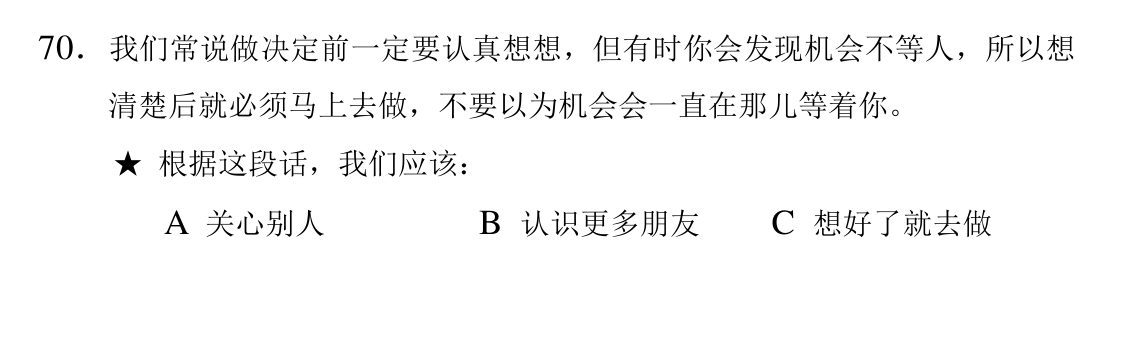 70. 我们常说做决定前一定要认真想想，但有时你会发现机会不等人，所以想
清楚后就必须马上去做，不要以为机会会一直在那儿等着你。
★ 根据这段话，我们应该：
A 关心别人 B 认识更多朋友 C 想好了就去做